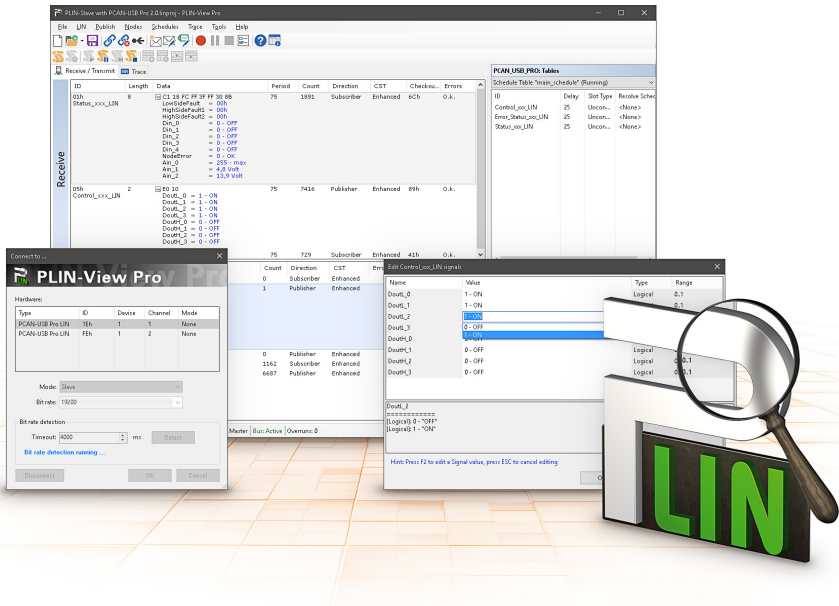 PLIN-Slave with PCAN-USB Pro 2.0.linproj - PLIN-View Pro
File LIN Publish Nodes Schedules Trace Tools Help
Receive / Transmit Trace
ID Length Data Period Count Direction CST Checksu... Errors
01h 8 C1 18 FC FF 3F FF 30 8B 75 1891 Subscriber Enhanced 6Ch O.k.
Status_xxx_LIN LowSideFault = 00h
HighSideFault1 = 00h
HighSideFault2 = 00h
Din_0 = 0 - OFF
Din_1 = 0 - OFF
Din_2 = 0 - OFF
Din_3 = 0 - OFF
Din_4 = 0 - OFF
NodeError = 0 - OK
Ain_0 = 255 - max
Ain_1 = 4,8 Volt
Ain_2 = 13,9 Volt
Receive
05h 2 E0 10 75 7416 Publisher Enhanced 89h O.k.
Control_xxx_LIN DoutL_0 = 1 - ON
DoutL_1 = 1 - ON
DoutL_2 = 1 - ON
DoutL_3 = 1 - ON
DoutH_0 = 0 - OFF
DoutH_1 = 0 - OFF
DoutH_2 = 0 - OFF
DoutH_3 = 0 - OFF
75 729 Subscriber Enhanced 41h O.k.
PCAN_USB_PRO: Tables
Schedule Table "main_schedule" (Running)
ID Delay Slot Type Resolve Sched
Control_xxx_LIN 25 Uncon... <None>
Error_Status_xxx_LIN 25 Uncon... <None>
Status_xxx_LIN 25 Uncon... <None>
Count Direction CST
0 Subscriber Enhanced
1 Publisher Enhanced
0 Publisher Enhanced
1162 Subscriber Enhanced
6687 Publisher Enhanced
Master Bus: Active Overruns: 0
Connect to ...
PLIN-View Pro
Hardware:
Type ID Device Channel Mode
PCAN-USB Pro LIN 1Eh 1 1 None
PCAN-USB Pro LIN FEh 1 2 None
Mode: Slave
Bit rate: 19200
Bit rate detection
Timeout: 4000 ms Detect
Bit rate detection running ...
Disconnect OK Cancel
Edit Control_xxx_LIN signals
Name Value Type Range
DoutL_0 1 - ON Logical 0..1
DoutL_1 1 - ON
DoutL_2 1 - ON
DoutL_3 0 - OFF
1 - ON
DoutH_0 0 - OFF
DoutH_1 0 - OFF Logical
DoutH_2 0 - OFF Logical
DoutH_3 0 - OFF Logical
DoutL_2
============
[Logical]: 0 - "OFF"
[Logical]: 1 - "ON"
Hint: Press F2 to edit a Signal value, press ESC to cancel editing
LIN